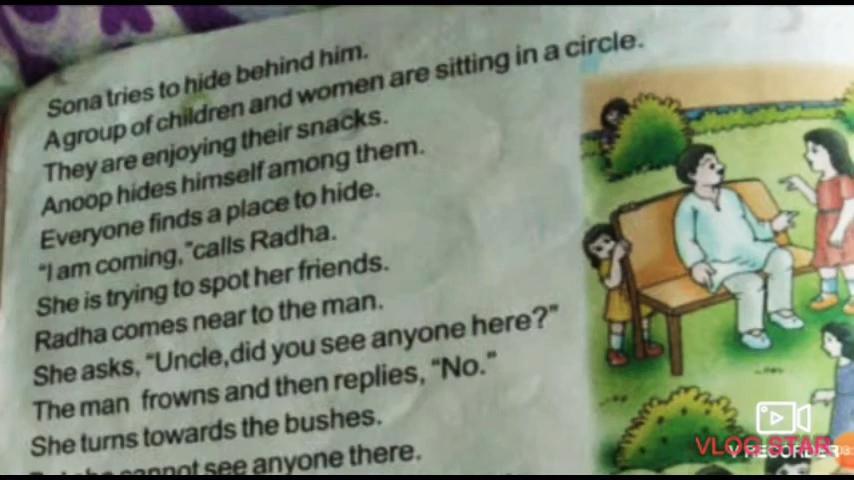 Sona tries to hide behind him.
A group of children and women are sitting in a circle.
They are enjoying their snacks.
Anoop hides himself among them.
Everyone finds a place to hide.
“I am coming,”calls Radha.
She is trying to spot her friends.
Radha comes near to the man.
She asks, “Uncle,did you see anyone here?”
The man frowns and then replies, “No.”
She turns towards the bushes.
cannot see anyone there.
VLOG STAR
RECORDER